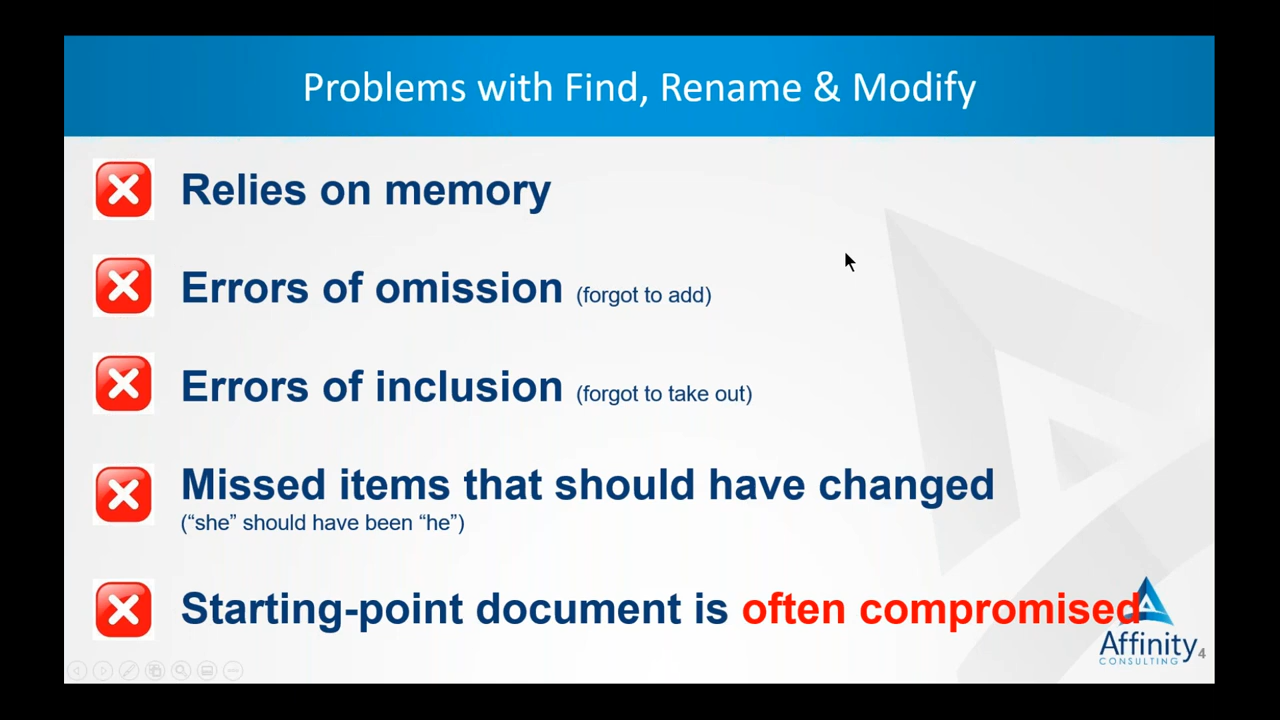 Problems with Find, Rename & Modify
Relies on memory
Errors of omission (forgot to add)
Errors of inclusion (forgot to take out)
Missed items that should have changed
(“she” should have been “he”)
Starting-point document is often compromised
Affinity
CONSULTING
4